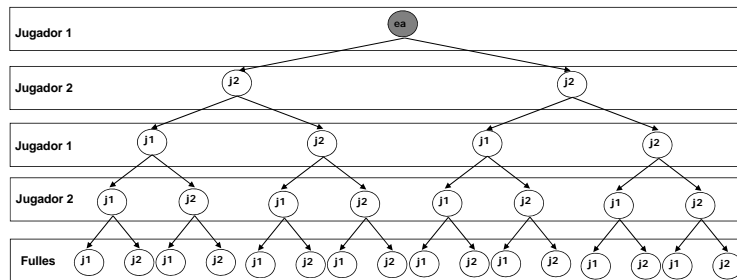 Jugador 1
ea
Jugador 2
j2 j2
Jugador 1
j1 j2 j1 j2
Jugador 2
j1 j2 j1 j2 j1 j2 j1 j2
Fulles
j1 j2 j1 j2 j1 j2 j1 j2 j1 j2 j1 j2 j1 j2 j1 j2